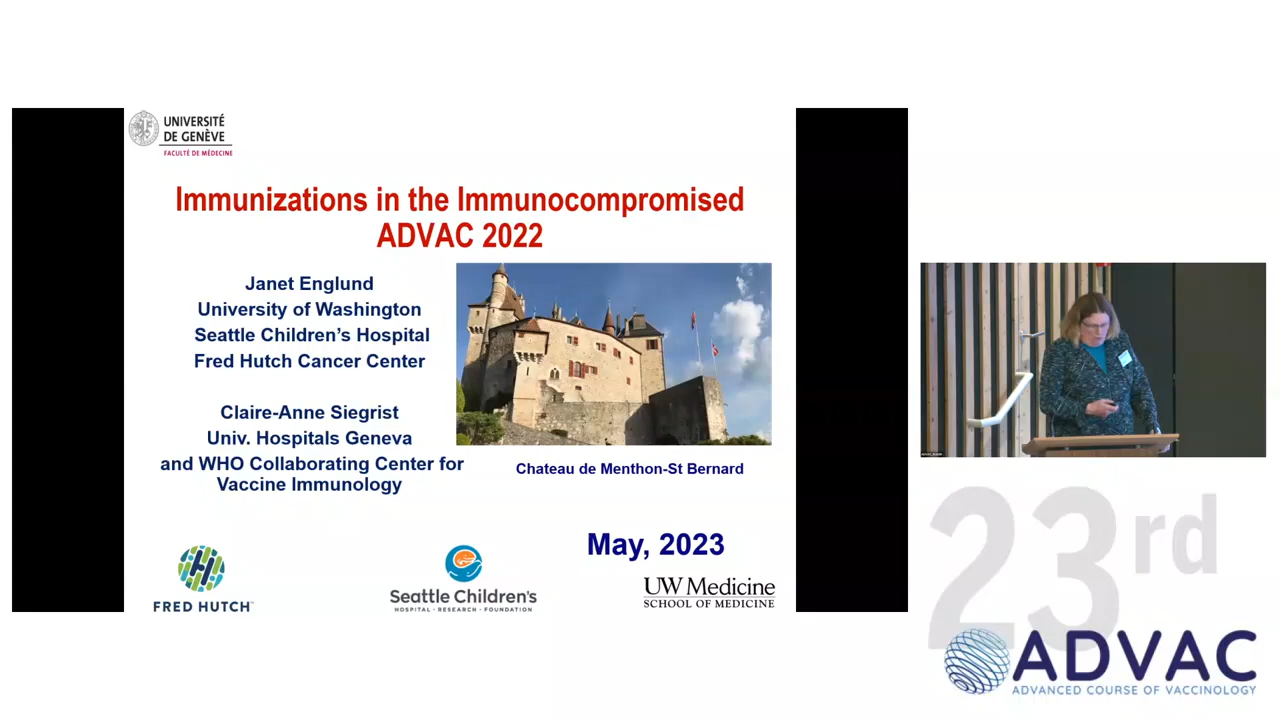 UNIVERSITÉ
DE GENÈVE
FACULTÉ DE MÉDECINE
Immunizations in the Immunocompromised
ADVAC 2022
Janet Englund
University of Washington
Seattle Children's Hospital
Fred Hutch Cancer Center
Claire-Anne Siegrist
Univ. Hospitals Geneva
and WHO Collaborating Center for
Vaccine Immunology
Chateau de Menthon-St Bernard
May, 2023
FRED HUTCH
Seattle Children's
HOSPITAL · RESEARCH · FOUNDATION
UW Medicine
SCHOOL OF MEDICINE
23rd
ADVAC
ADVANCED COURSE OF VACCINOLOGY